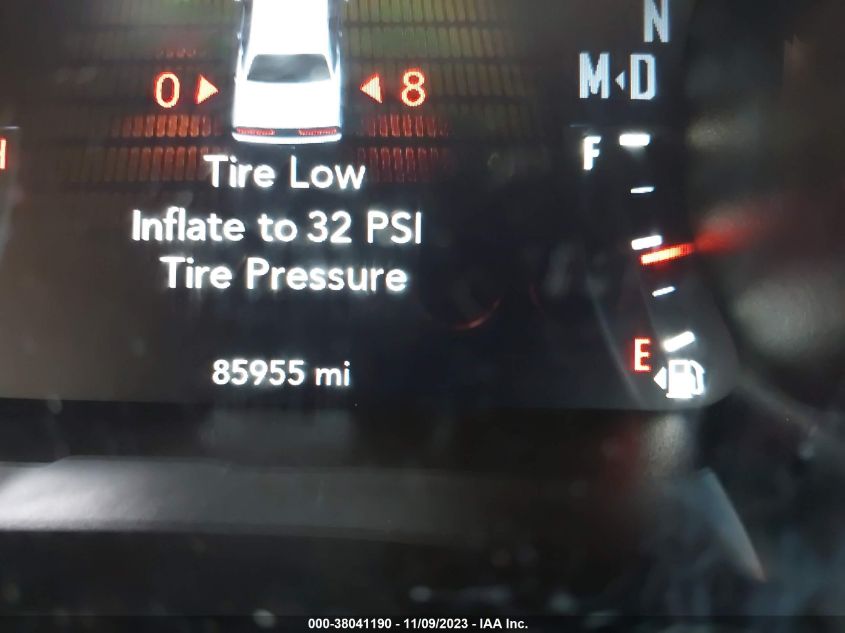 N
0 8
M D
F
H
Tire Low
Inflate to 32 PSI
Tire Pressure
E
85955 mi
000-38041190 - 11/09/2023 - IAA Inc.